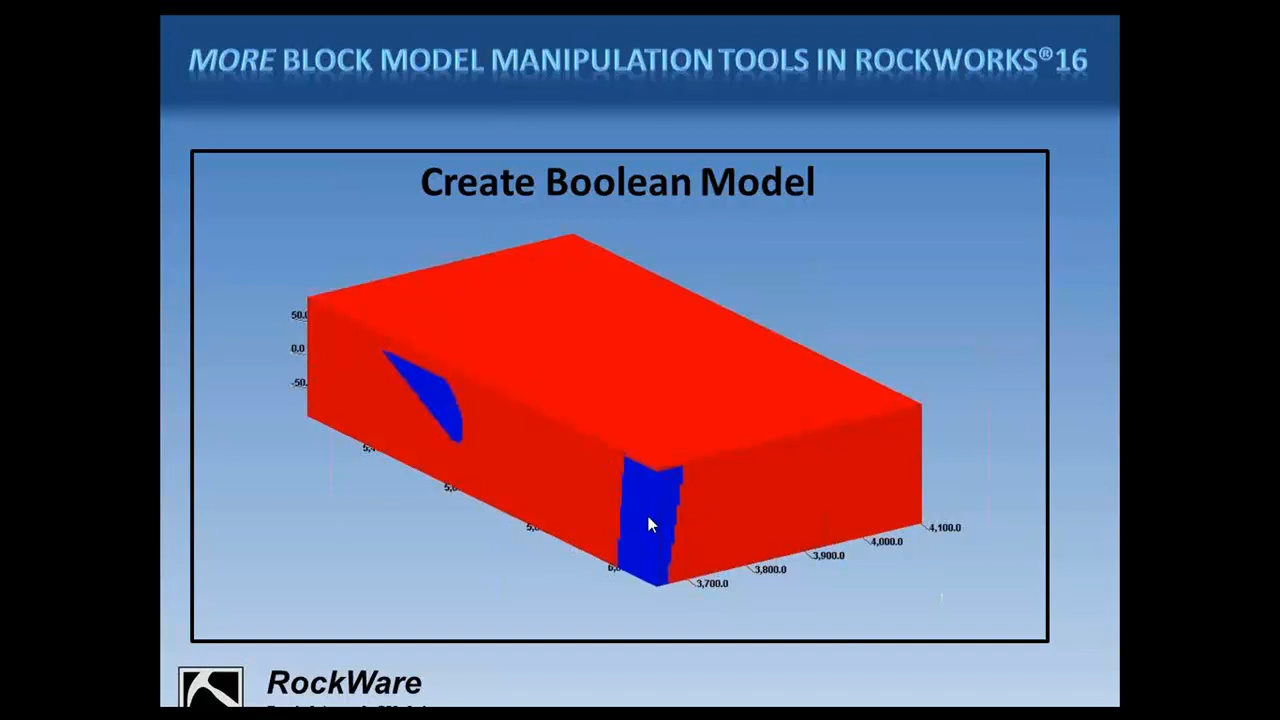 MORE BLOCK MODEL MANIPULATION TOOLS IN ROCKWORKS®16
Create Boolean Model
50.
0.0
-50.
4,100.0
4,000.0
3,900.0
3,800.0
3,700.0
RockWare